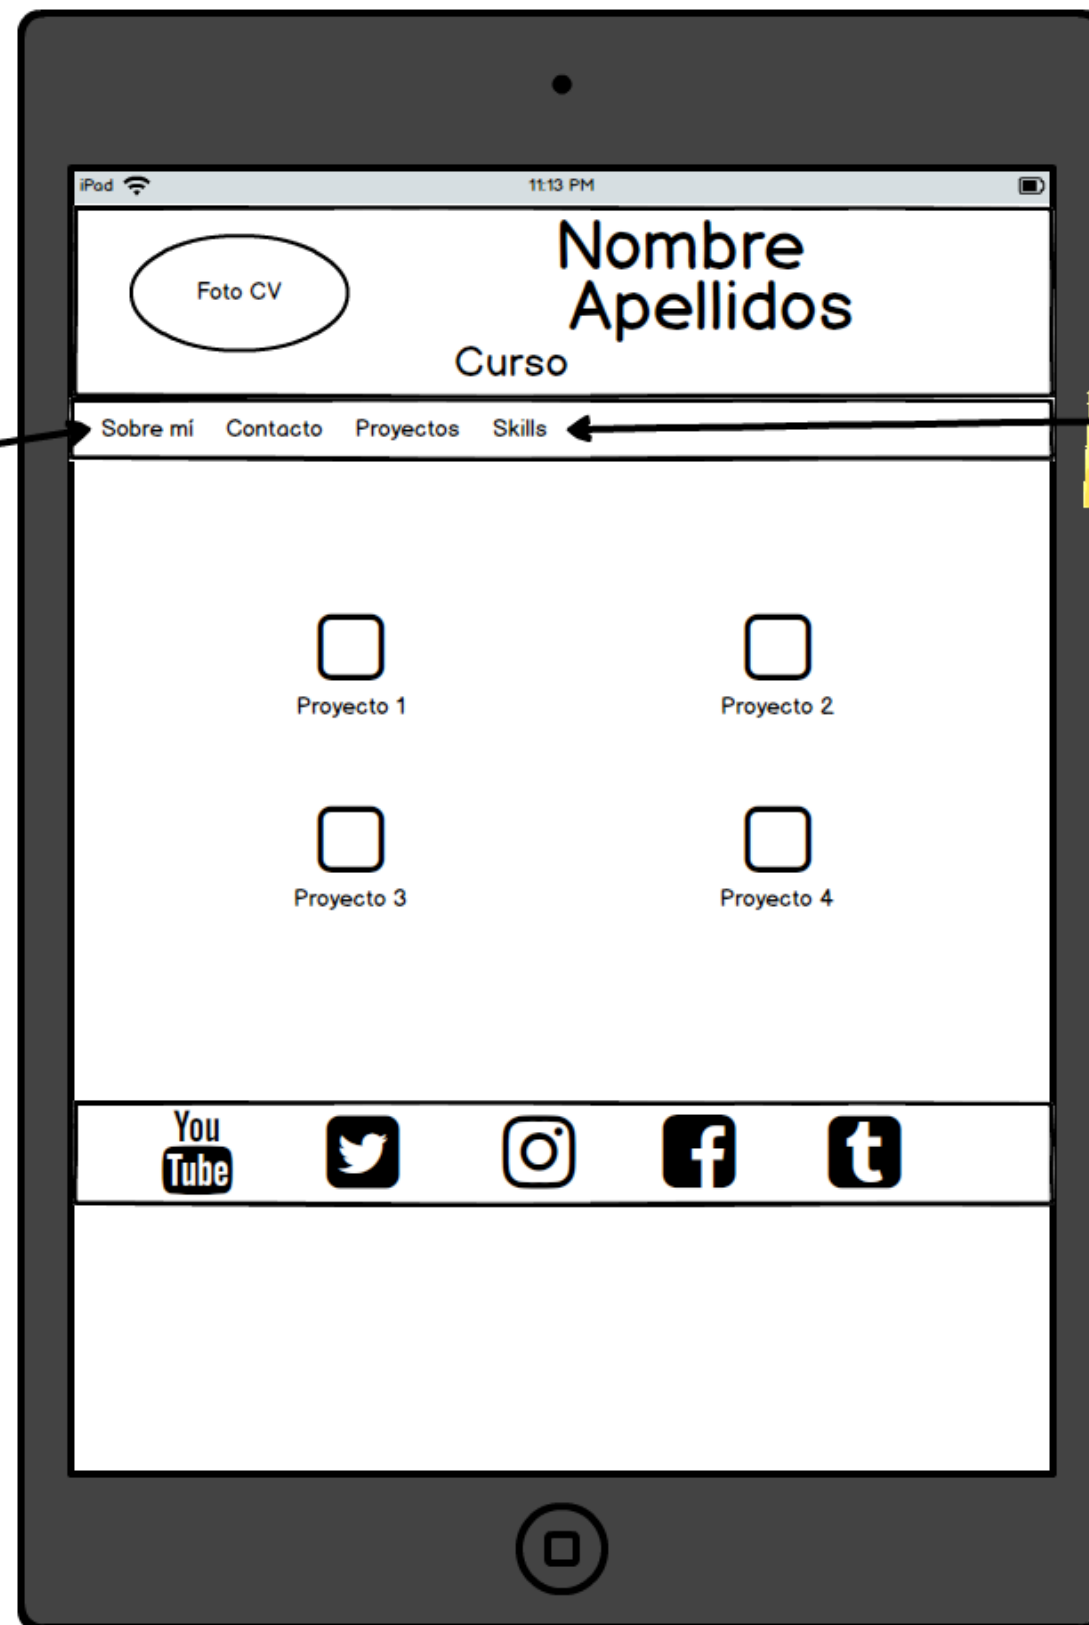 iPad 11:13 PM
Foto CV
Nombre
Apellidos
Curso
Sobre mí Contacto Proyectos Skills
Proyecto 1 Proyecto 2
Proyecto 3 Proyecto 4
You
Tube